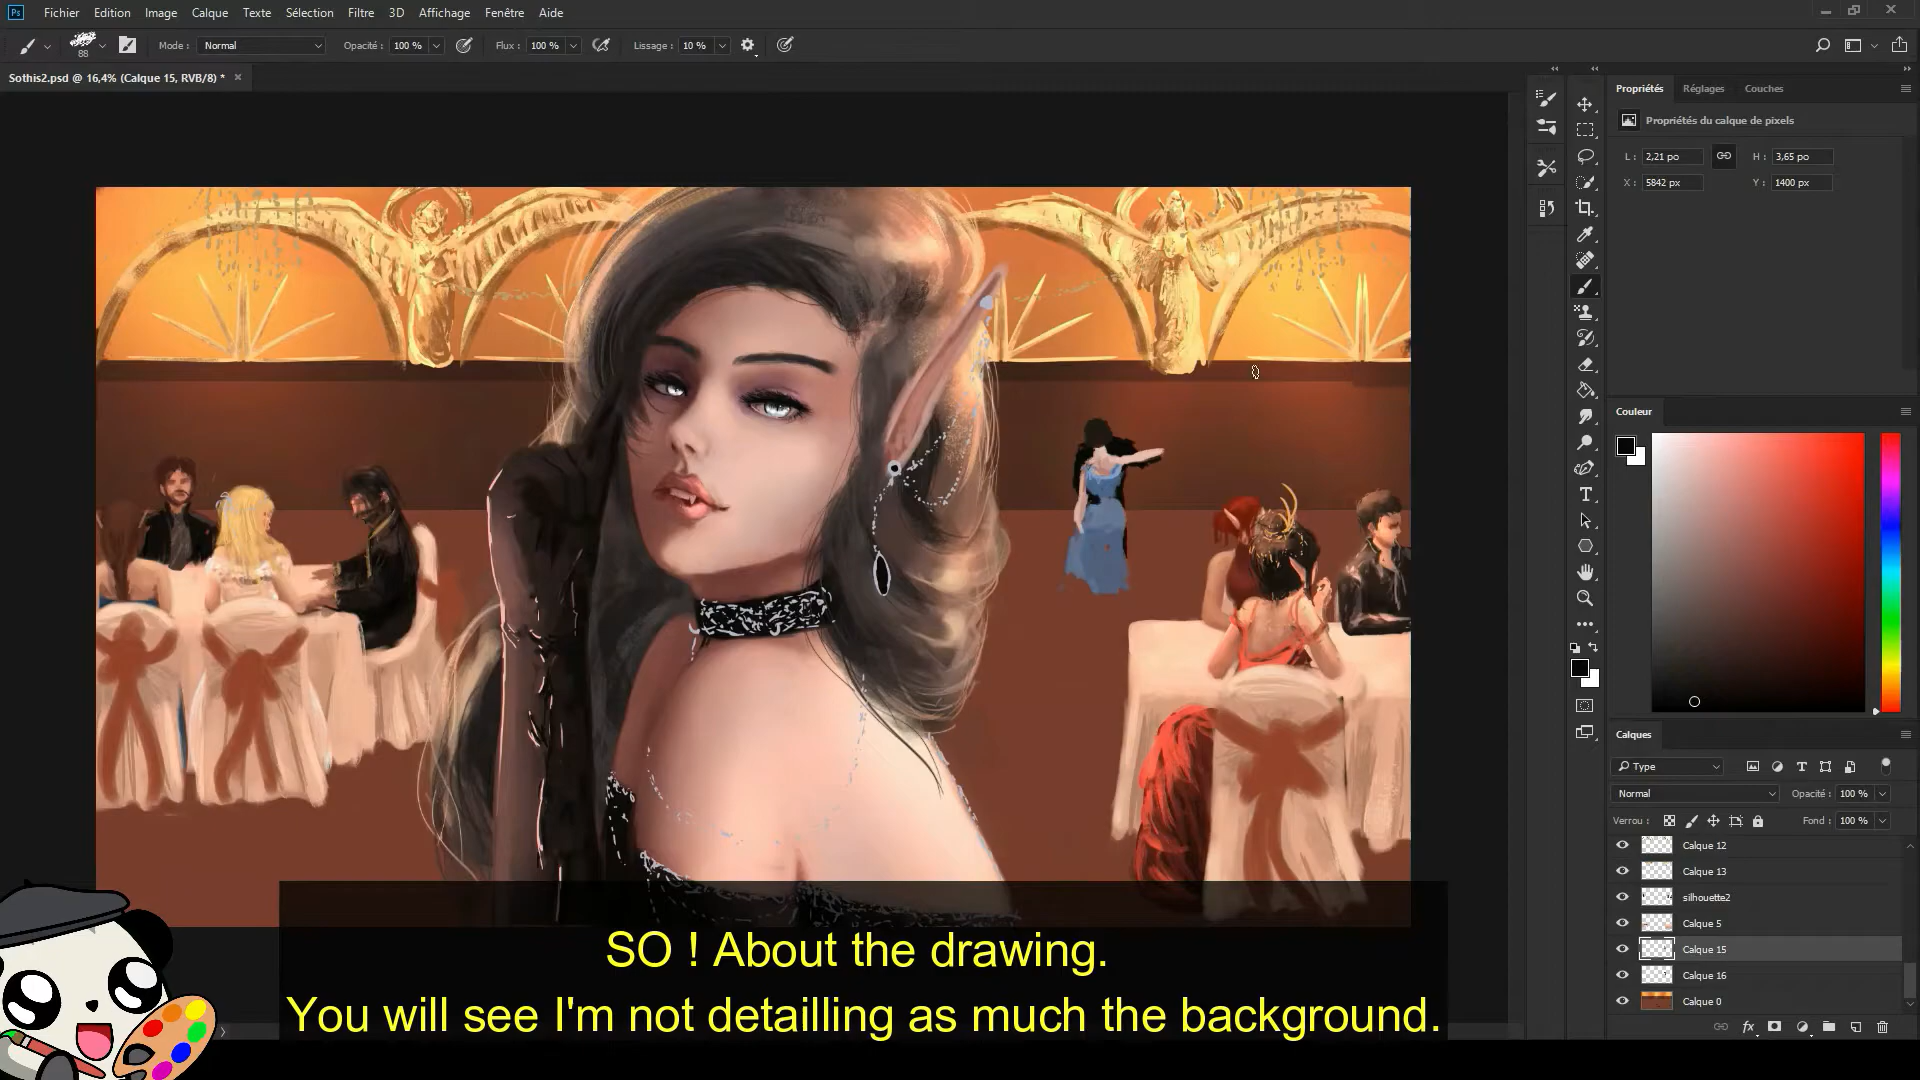 Ps Fichier Edition Image Calque Texte Sélection Filtre 3D Affichage Fenêtre Aide
88 Mode : Normal Opacité : 100 % Flux : 100 % Lissage : 10 %
Sothis2.psd @ 16,4% (Calque 15, RVB/8) *
Propriétés Réglages Couches
Propriétés du calque de pixels
L : 2,21 po H : 3,65 po
X : 5842 px Y : 1400 px
Couleur
Calques
Type
Normal Opacité : 100 %
Verrou : Fond : 100 %
Calque 12
Calque 13
silhouette2
Calque 5
Calque 15
Calque 16
Calque 0
fx
SO ! About the drawing.
You will see I'm not detailling as much the background.